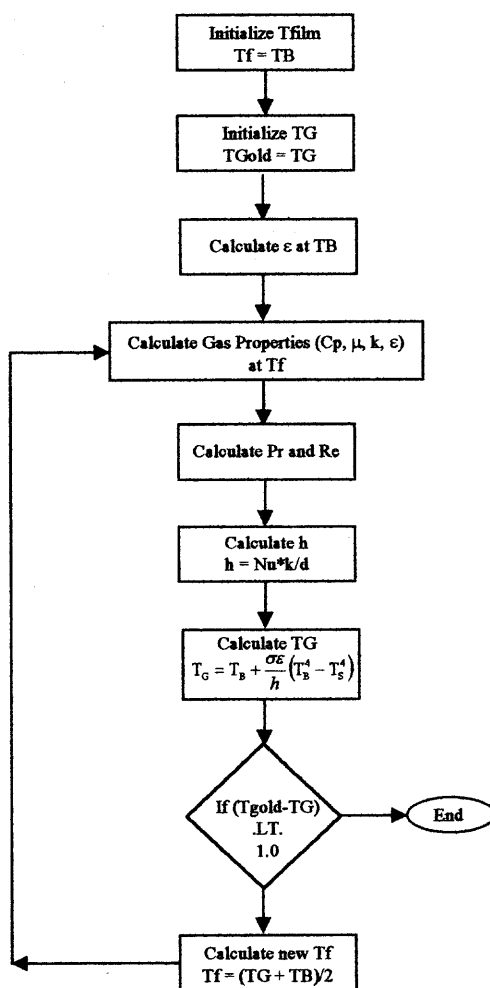 Initialize Tfilm
Tf = TB
Initialize TG
TGold = TG
Calculate ε at TB
Calculate Gas Properties (Cp, μ, k, ε)
at Tf
Calculate Pr and Re
Calculate h
h = Nu*k/d
Calculate TG
T_G = T_B + σε/h (T_B^4 − T_S^4)
If (Tgold-TG)
.LT.
1.0
End
Calculate new Tf
Tf = (TG + TB)/2